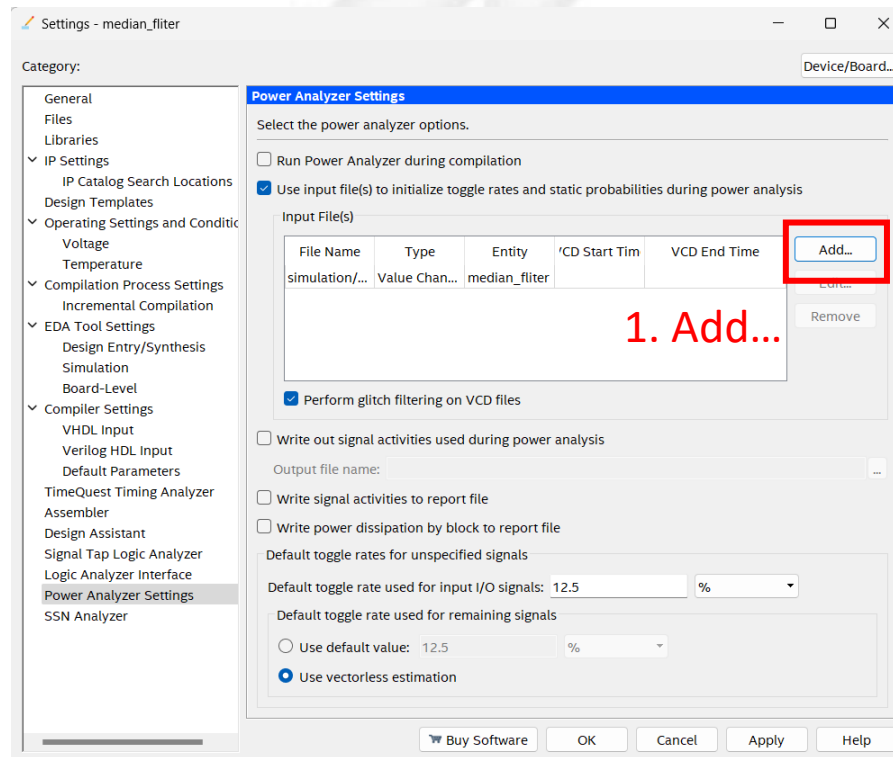 Settings - median_fliter
Category:
Device/Board...
General
Files
Libraries
IP Settings
IP Catalog Search Locations
Design Templates
Operating Settings and Conditic
Voltage
Temperature
Compilation Process Settings
Incremental Compilation
EDA Tool Settings
Design Entry/Synthesis
Simulation
Board-Level
Compiler Settings
VHDL Input
Verilog HDL Input
Default Parameters
TimeQuest Timing Analyzer
Assembler
Design Assistant
Signal Tap Logic Analyzer
Logic Analyzer Interface
Power Analyzer Settings
SSN Analyzer
Power Analyzer Settings
Select the power analyzer options.
Run Power Analyzer during compilation
Use input file(s) to initialize toggle rates and static probabilities during power analysis
Input File(s)
File Name Type Entity 'CD Start Tim VCD End Time
simulation/... Value Chan... median_fliter
Add...
Edit...
Remove
1. Add...
Perform glitch filtering on VCD files
Write out signal activities used during power analysis
Output file name:
...
Write signal activities to report file
Write power dissipation by block to report file
Default toggle rates for unspecified signals
Default toggle rate used for input I/O signals: 12.5 %
Default toggle rate used for remaining signals
Use default value: 12.5 %
Use vectorless estimation
Buy Software OK Cancel Apply Help